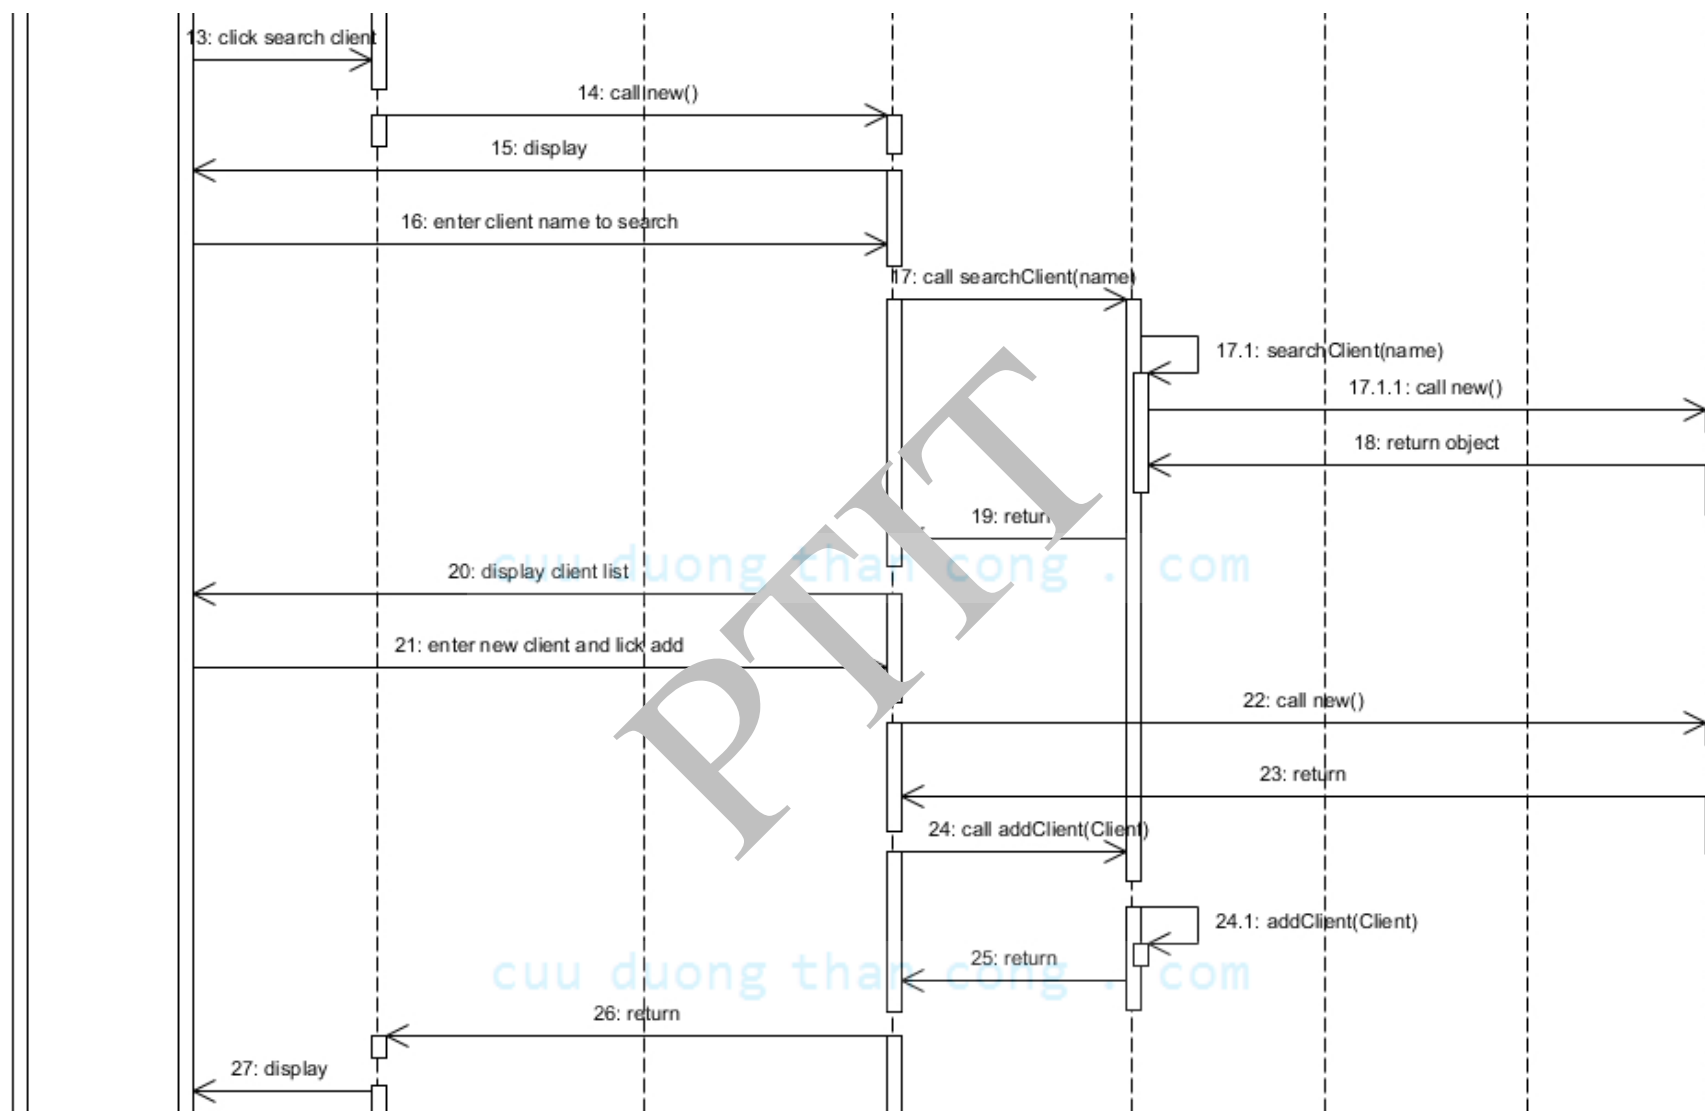 13: click search client
14: call new()
15: display
16: enter client name to search
17: call searchClient(name)
17.1: searchClient(name)
17.1.1: call new()
18: return object
19: return
cuu duong than cong . com
20: display client list
21: enter new client and lick add
PTIT
22: call new()
23: return
24: call addClient(Client)
24.1: addClient(Client)
25: return
cuu duong than cong . com
26: return
27: display